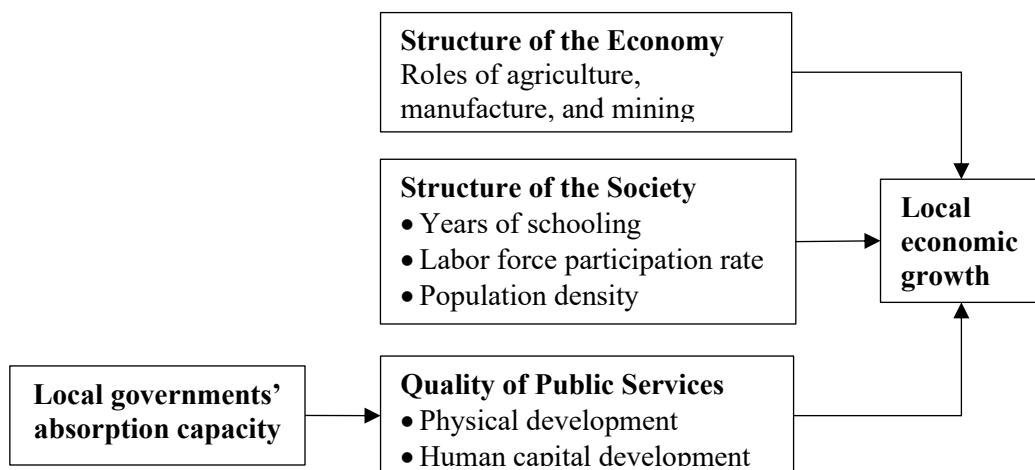 Structure of the Economy
Roles of agriculture,
manufacture, and mining
Structure of the Society
• Years of schooling
• Labor force participation rate
• Population density
Local
economic
growth
Local governments’
absorption capacity
Quality of Public Services
• Physical development
• Human capital development